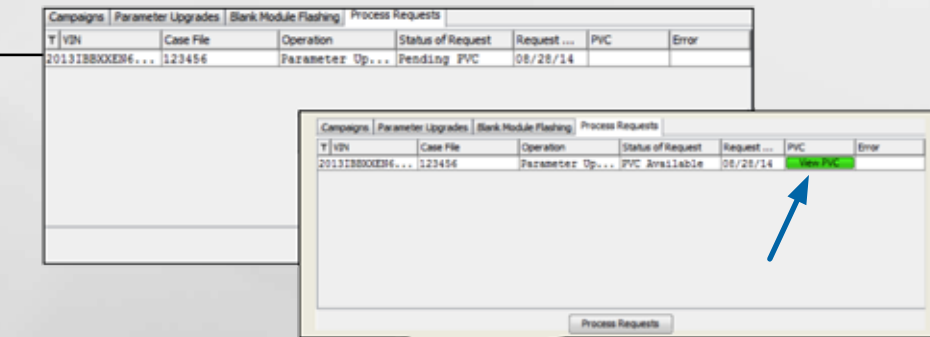 Campaigns Parameter Upgrades Blank Module Flashing Process Requests
T VIN Case File Operation Status of Request Request ... PVC Error
2013IBBXXEN6... 123456 Parameter Up... Pending PVC 08/28/14
Campaigns Parameter Upgrades Blank Module Flashing Process Requests
T VIN Case File Operation Status of Request Request ... PVC Error
2013IBBXXEN6... 123456 Parameter Up... PVC Available 08/28/14 View PVC
Process Requests